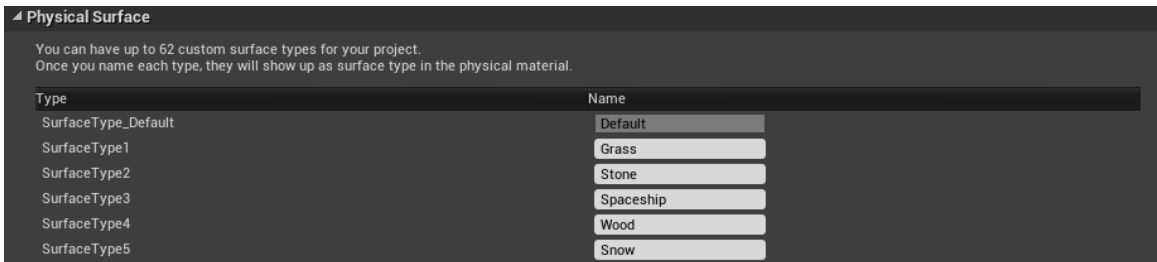 Physical Surface
You can have up to 62 custom surface types for your project.
Once you name each type, they will show up as surface type in the physical material.
Type Name
SurfaceType_Default Default
SurfaceType1 Grass
SurfaceType2 Stone
SurfaceType3 Spaceship
SurfaceType4 Wood
SurfaceType5 Snow